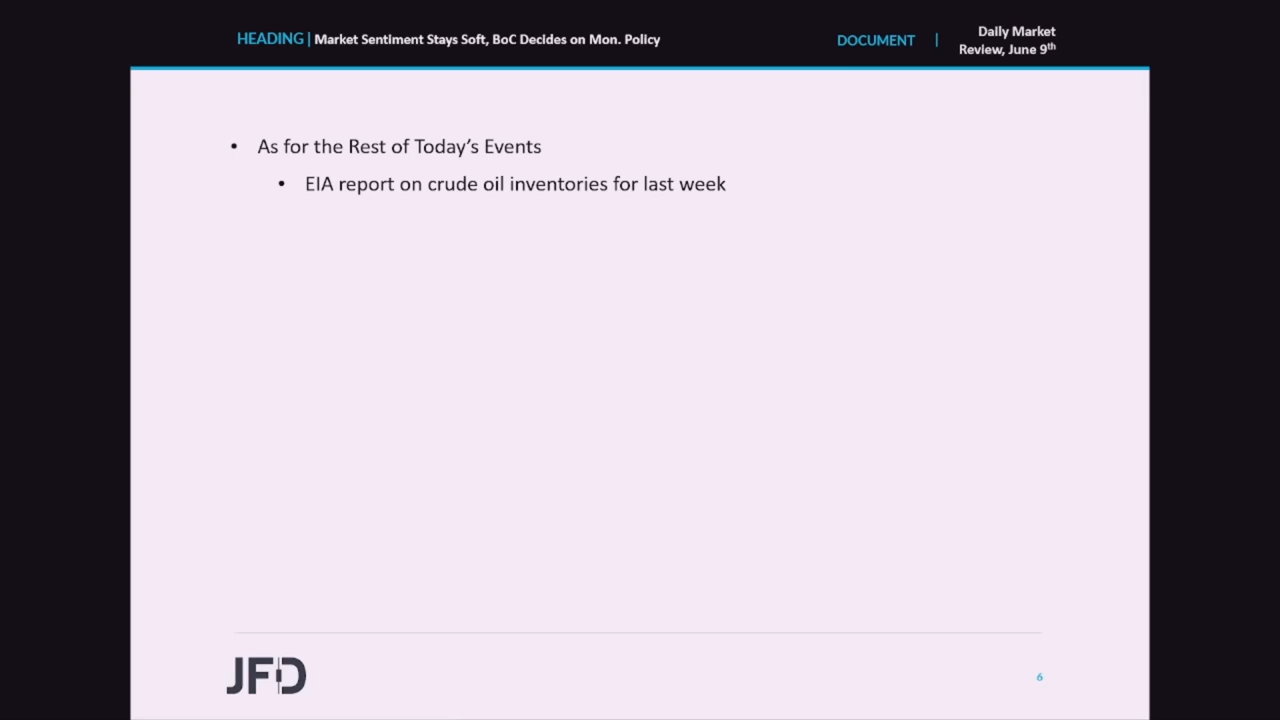 HEADING | Market Sentiment Stays Soft, BoC Decides on Mon. Policy
DOCUMENT | Daily Market
Review, June 9th
• As for the Rest of Today’s Events
• EIA report on crude oil inventories for last week
JFD
6